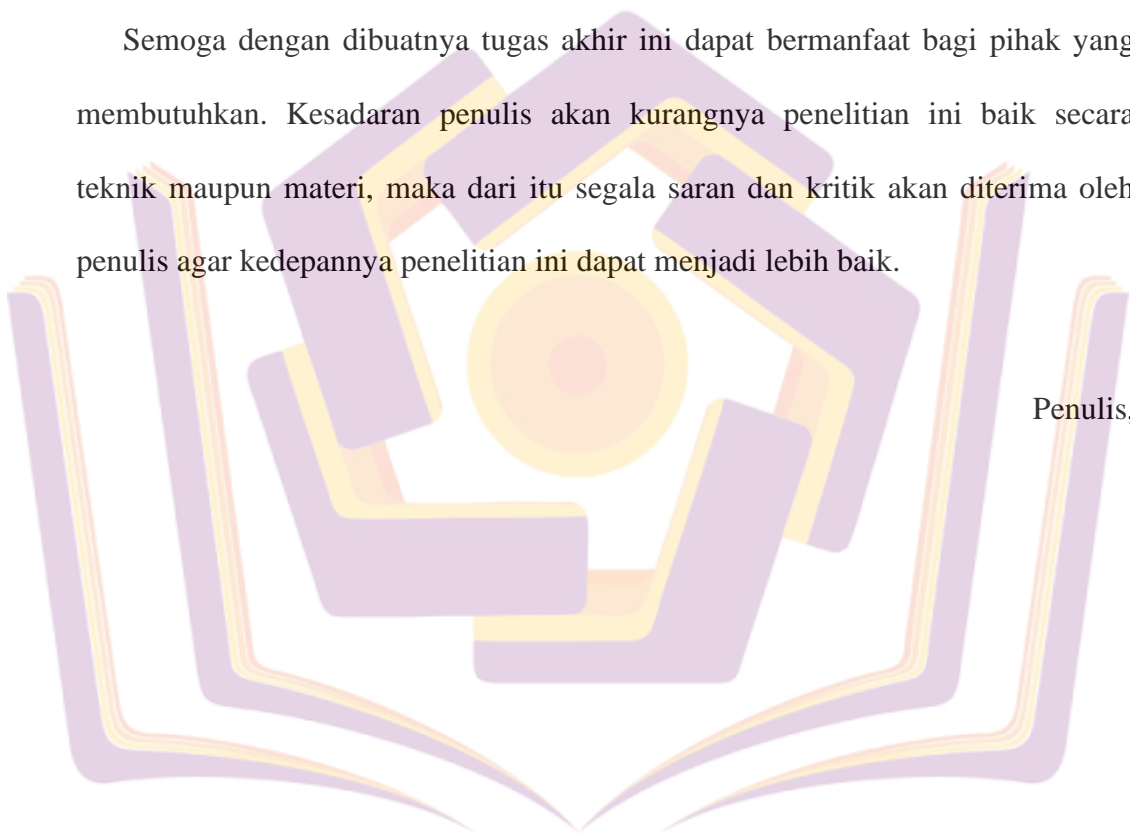 Semoga dengan dibuatnya tugas akhir ini dapat bermanfaat bagi pihak yang
membutuhkan. Kesadaran penulis akan kurangnya penelitian ini baik secara
teknik maupun materi, maka dari itu segala saran dan kritik akan diterima oleh
penulis agar kedepannya penelitian ini dapat menjadi lebih baik.
Penulis,